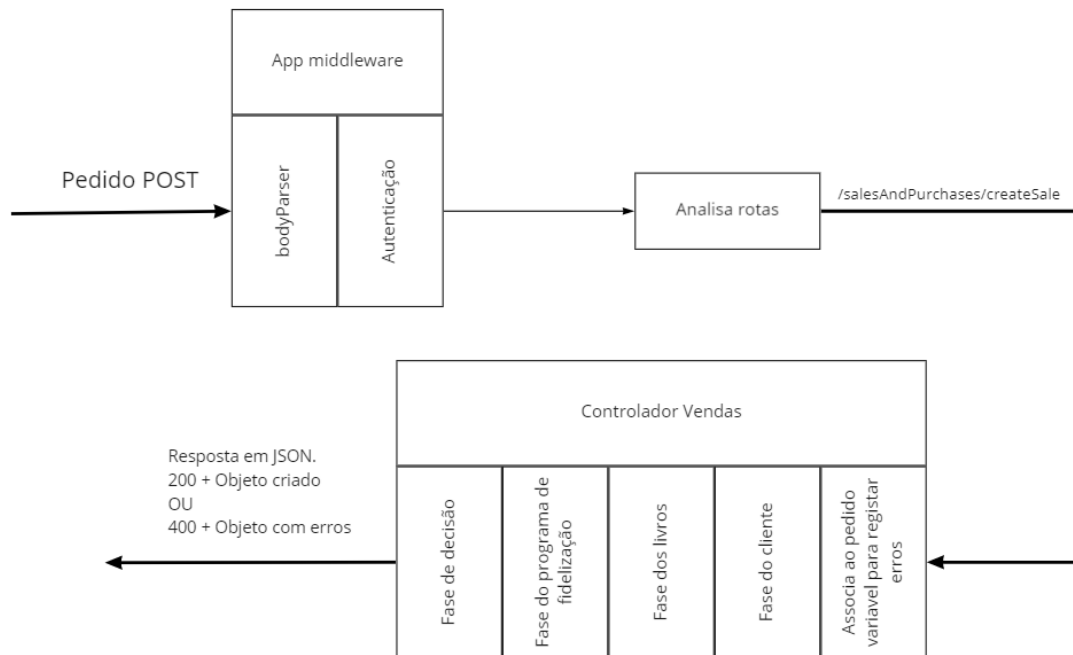 App middleware
Pedido POST
bodyParser
Autenticação
Analisa rotas
/salesAndPurchases/createSale
Controlador Vendas
Resposta em JSON.
200 + Objeto criado
OU
400 + Objeto com erros
Fase de decisão
Fase do programa de
fidelização
Fase dos livros
Fase do cliente
Associa ao pedido
variavel para registar
erros